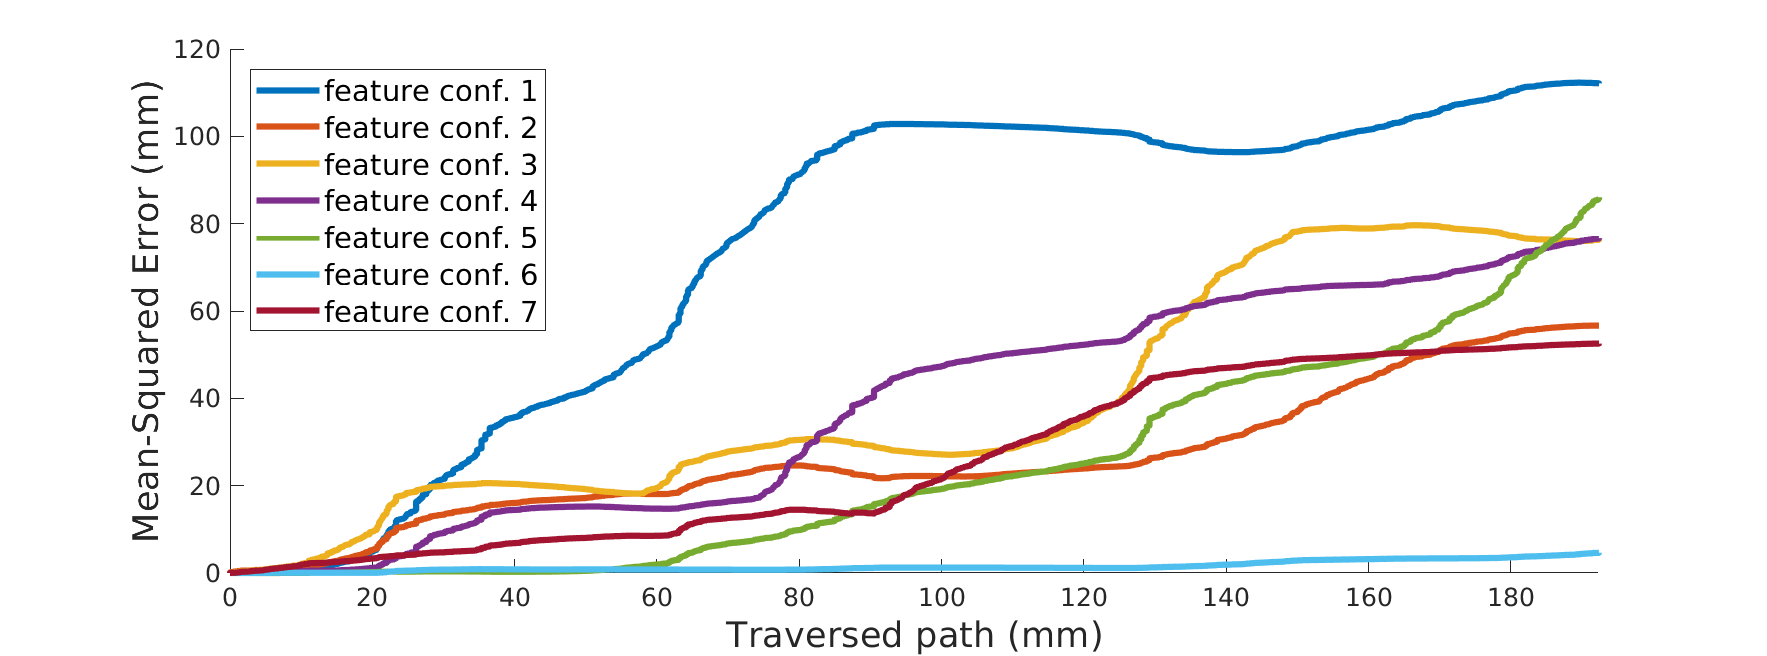 Mean-Squared Error (mm)
120
100
80
60
40
20
0
feature conf. 1
feature conf. 2
feature conf. 3
feature conf. 4
feature conf. 5
feature conf. 6
feature conf. 7
0 20 40 60 80 100 120 140 160 180
Traversed path (mm)